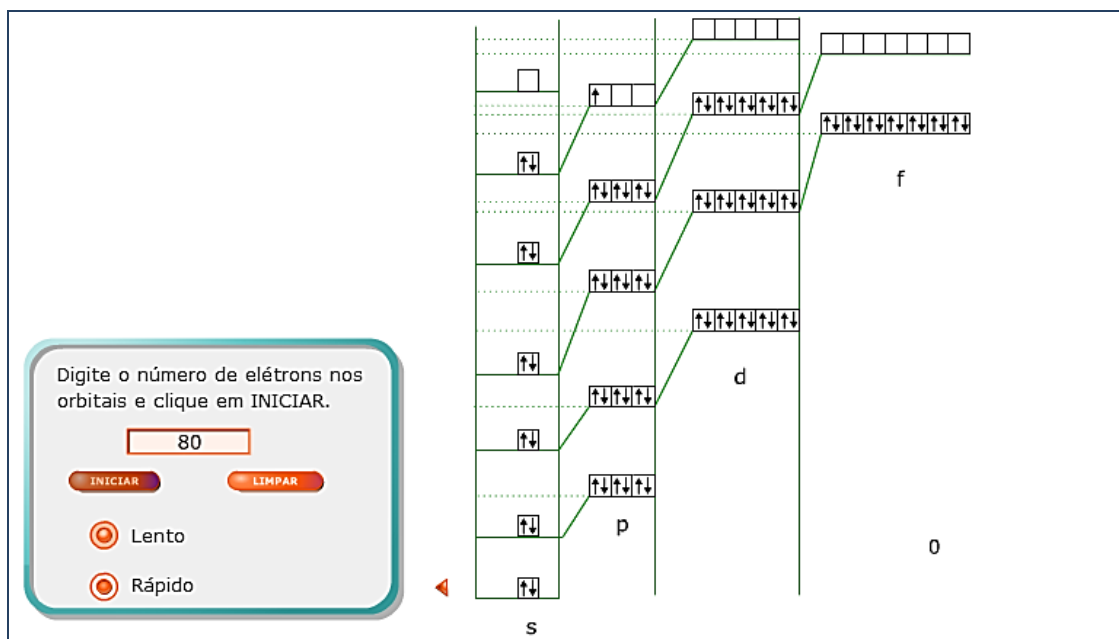 f
d
Digite o número de elétrons nos
orbitais e clique em INICIAR.
80
INICIAR
LIMPAR
Lento
Rápido
p
0
s